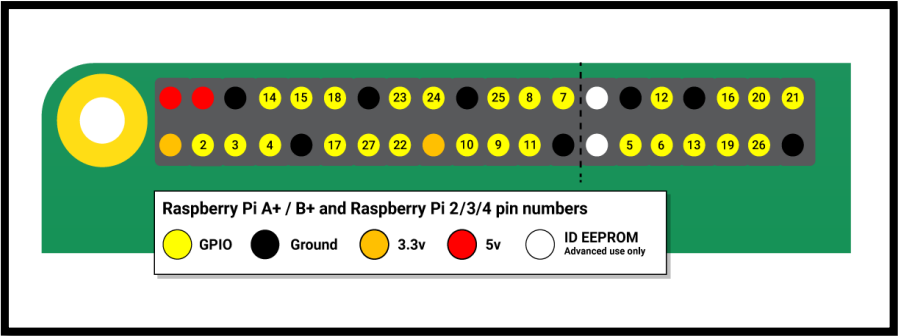 14 15 18 23 24 25 8 7 12 16 20 21
2 3 4 17 27 22 10 9 11 5 6 13 19 26
Raspberry Pi A+ / B+ and Raspberry Pi 2/3/4 pin numbers
GPIO Ground 3.3v 5v ID EEPROM
Advanced use only